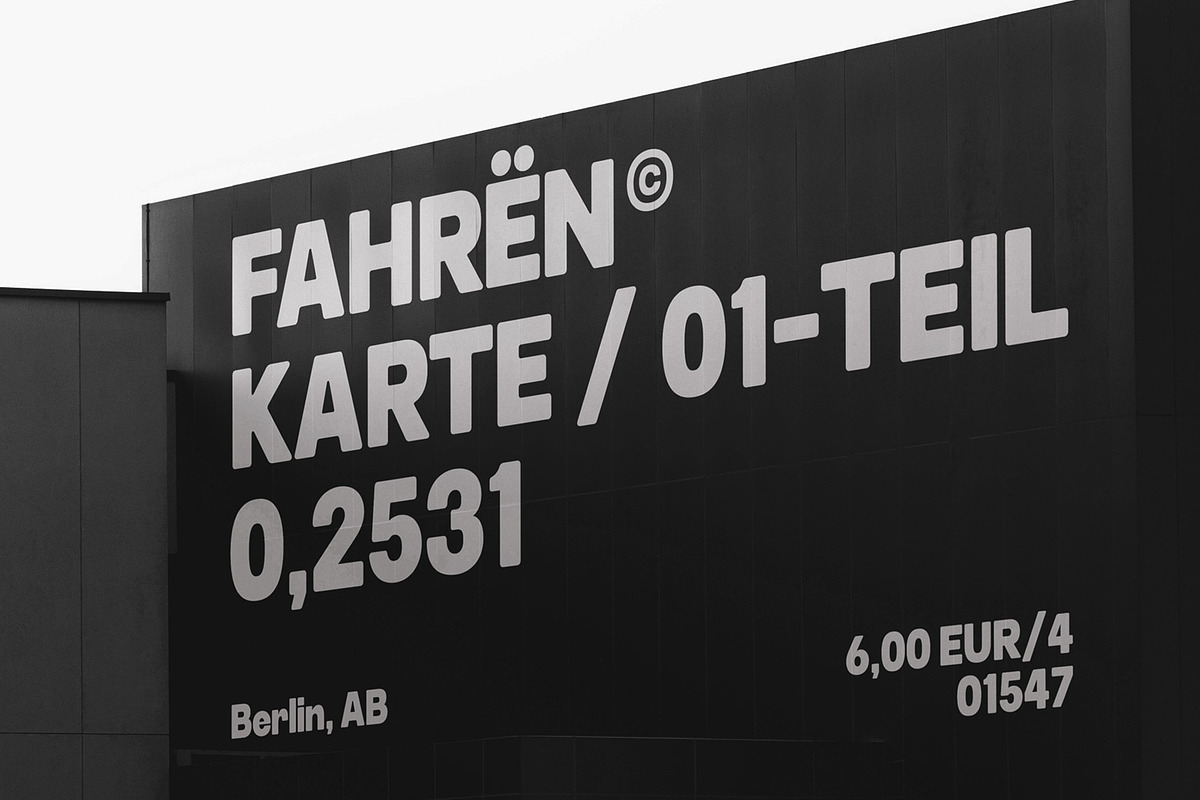 FAHRËN©
KARTE / 01-TEIL
0,2531
6,00 EUR/4
01547
Berlin, AB